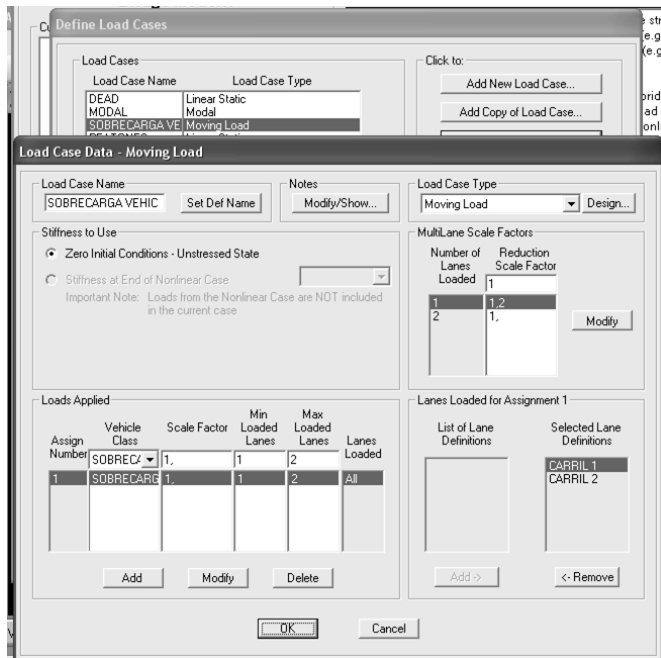 Define Load Cases
Load Cases
Load Case Name Load Case Type
DEAD Linear Static
MODAL Modal
SOBRECARGA VE Moving Load
Click to:
Add New Load Case...
Add Copy of Load Case...
Load Case Data - Moving Load
Load Case Name
SOBRECARGA VEHIC Set Def Name
Notes
Modify/Show...
Load Case Type
Moving Load Design...
Stiffness to Use
Zero Initial Conditions - Unstressed State
Stiffness at End of Nonlinear Case
Important Note: Loads from the Nonlinear Case are NOT included
in the current case
MultiLane Scale Factors
Number of Lanes Loaded
Reduction Scale Factor
1
1 1,2
2 1,
Modify
Loads Applied
Assign Number
Vehicle Class
Scale Factor
Min Loaded Lanes
Max Loaded Lanes
Lanes Loaded
SOBRECA 1, 1 2
1 SOBRECARG 1, 1 2 All
Add Modify Delete
Lanes Loaded for Assignment 1
List of Lane Definitions
Selected Lane Definitions
CARRIL 1
CARRIL 2
Add -> <- Remove
OK Cancel